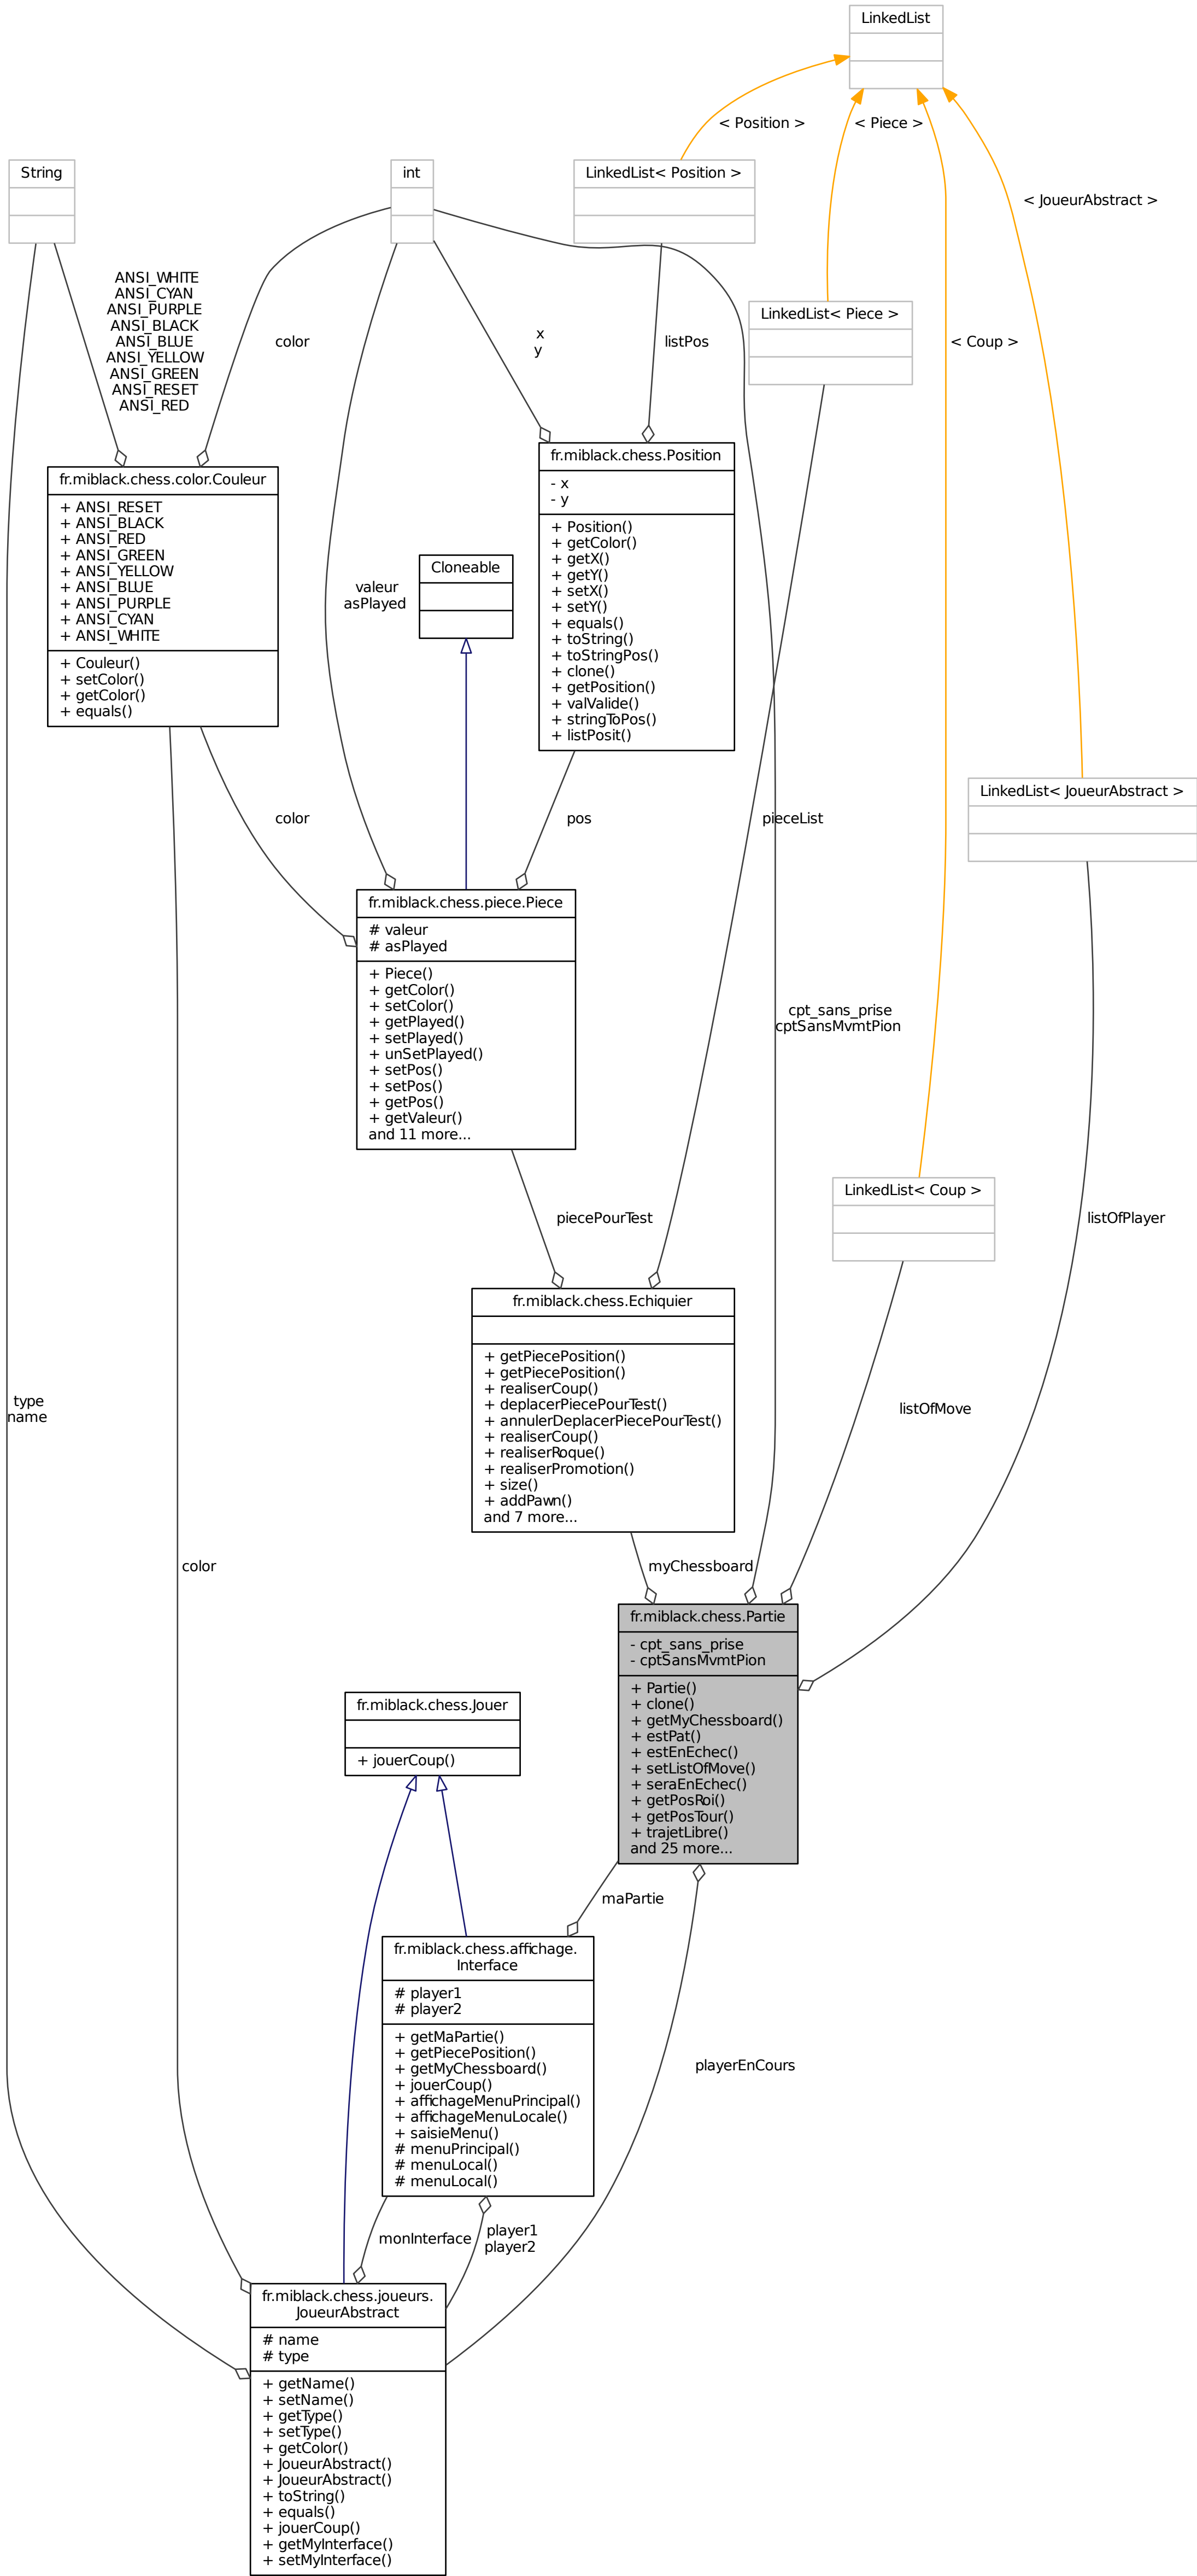 LinkedList
< Position >
< Piece >
String
int
LinkedList< Position >
< JoueurAbstract >
ANSI_WHITE
ANSI_CYAN
ANSI_PURPLE
ANSI_BLACK
ANSI_BLUE
ANSI_YELLOW
ANSI_GREEN
ANSI_RESET
ANSI_RED
color
x
y
listPos
LinkedList< Piece >
< Coup >
fr.miblack.chess.color.Couleur
+ ANSI_RESET
+ ANSI_BLACK
+ ANSI_RED
+ ANSI_GREEN
+ ANSI_YELLOW
+ ANSI_BLUE
+ ANSI_PURPLE
+ ANSI_CYAN
+ ANSI_WHITE
+ Couleur()
+ setColor()
+ getColor()
+ equals()
valeur
asPlayed
Cloneable
fr.miblack.chess.Position
- x
- y
+ Position()
+ getColor()
+ getX()
+ getY()
+ setX()
+ setY()
+ equals()
+ toString()
+ toStringPos()
+ clone()
+ getPosition()
+ valValide()
+ stringToPos()
+ listPosit()
color
pos
pieceList
LinkedList< JoueurAbstract >
fr.miblack.chess.piece.Piece
# valeur
# asPlayed
+ Piece()
+ getColor()
+ setColor()
+ getPlayed()
+ setPlayed()
+ unSetPlayed()
+ setPos()
+ setPos()
+ getPos()
+ getValeur()
and 11 more...
cpt_sans_prise
cptSansMvmtPion
LinkedList< Coup >
piecePourTest
listOfPlayer
fr.miblack.chess.Echiquier
+ getPiecePosition()
+ getPiecePosition()
+ realiserCoup()
+ deplacerPiecePourTest()
+ annulerDeplacerPiecePourTest()
+ realiserCoup()
+ realiserRoque()
+ realiserPromotion()
+ size()
+ addPawn()
and 7 more...
type
name
listOfMove
color
myChessboard
fr.miblack.chess.Partie
- cpt_sans_prise
- cptSansMvmtPion
+ Partie()
+ clone()
+ getMyChessboard()
+ estPat()
+ estEnEchec()
+ setListOfMove()
+ seraEnEchec()
+ getPosRoi()
+ getPosTour()
+ trajetLibre()
and 25 more...
fr.miblack.chess.Jouer
+ jouerCoup()
maPartie
fr.miblack.chess.affichage.
Interface
# player1
# player2
+ getMaPartie()
+ getPiecePosition()
+ getMyChessboard()
+ jouerCoup()
+ affichageMenuPrincipal()
+ affichageMenuLocale()
+ saisieMenu()
# menuPrincipal()
# menuLocal()
# menuLocal()
playerEnCours
monInterface
player1
player2
fr.miblack.chess.joueurs.
JoueurAbstract
# name
# type
+ getName()
+ setName()
+ getType()
+ setType()
+ getColor()
+ JoueurAbstract()
+ JoueurAbstract()
+ toString()
+ equals()
+ jouerCoup()
+ getMyInterface()
+ setMyInterface()